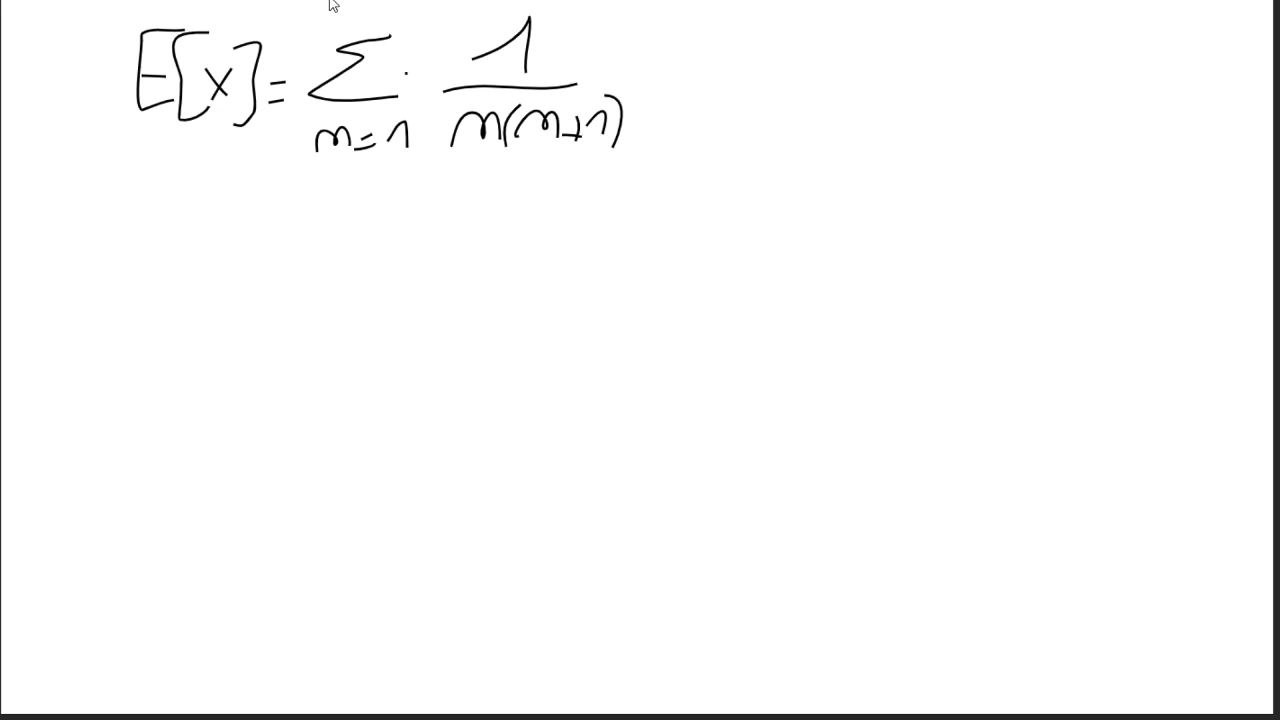 E[x] = Σ 1
n=1 n(n+1)